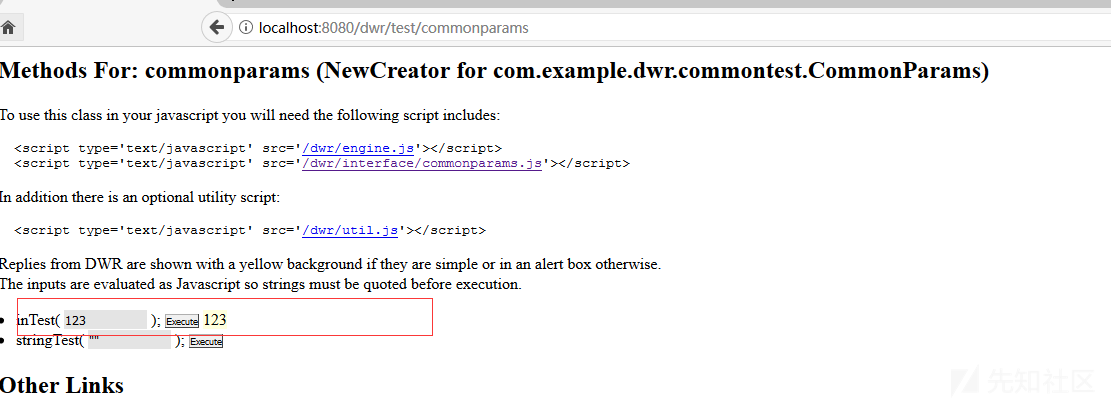 localhost:8080/dwr/test/commonparams
Methods For: commonparams (NewCreator for com.example.dwr.commontest.CommonParams)
To use this class in your javascript you will need the following script includes:
<script type='text/javascript' src='/dwr/engine.js'></script>
<script type='text/javascript' src='/dwr/interface/commonparams.js'></script>
In addition there is an optional utility script:
<script type='text/javascript' src='/dwr/util.js'></script>
Replies from DWR are shown with a yellow background if they are simple or in an alert box otherwise.
The inputs are evaluated as Javascript so strings must be quoted before execution.
inTest( 123 ); Execute 123
stringTest( "" ); Execute
Other Links
先知社区